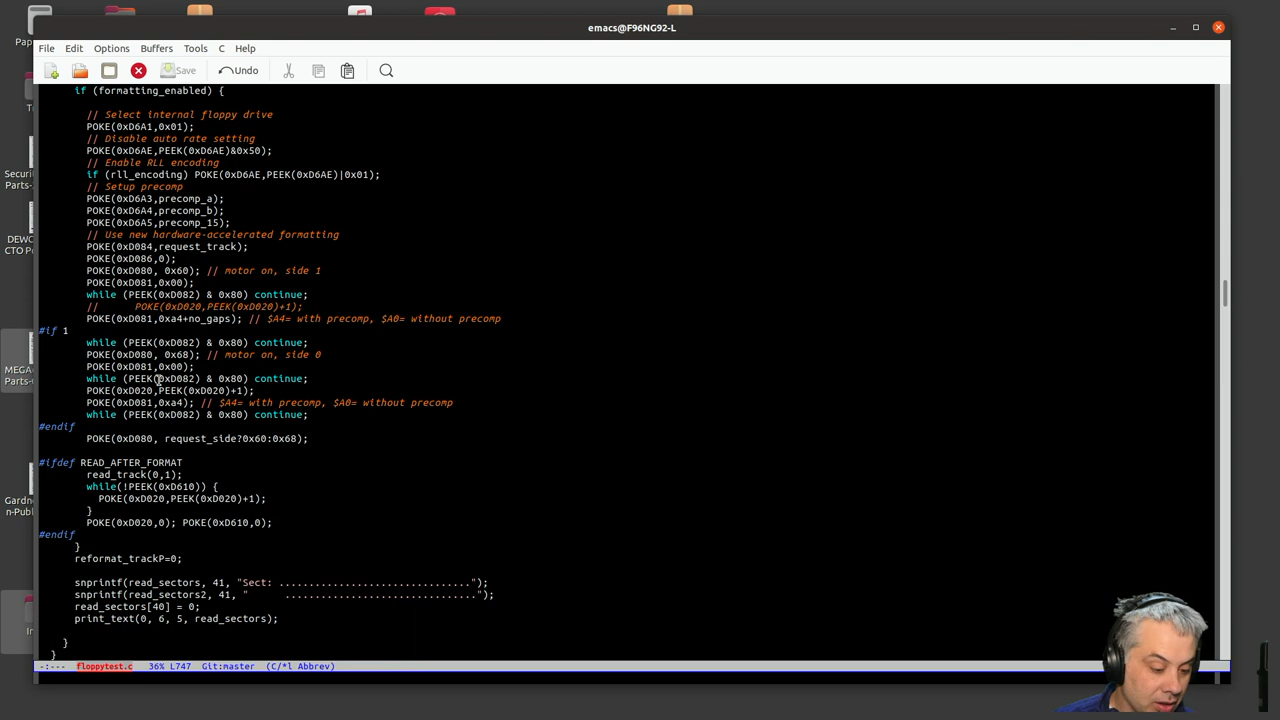 Pap
emacs@F96NG92-L
File Edit Options Buffers Tools C Help
Save Undo
if (formatting_enabled) {
// Select internal floppy drive
POKE(0xD6A1,0x01);
// Disable auto rate setting
POKE(0xD6AE,PEEK(0xD6AE)&0x50);
// Enable RLL encoding
if (rll_encoding) POKE(0xD6AE,PEEK(0xD6AE)|0x01);
// Setup precomp
POKE(0xD6A3,precomp_a);
POKE(0xD6A4,precomp_b);
POKE(0xD6A5,precomp_15);
// Use new hardware-accelerated formatting
POKE(0xD084,request_track);
POKE(0xD086,0);
POKE(0xD080, 0x60); // motor on, side 1
POKE(0xD081,0x00);
while (PEEK(0xD082) & 0x80) continue;
//      POKE(0xD020,PEEK(0xD020)+1);
POKE(0xD081,0xa4+no_gaps); // $A4= with precomp, $A0= without precomp
#if 1
while (PEEK(0xD082) & 0x80) continue;
POKE(0xD080, 0x68); // motor on, side 0
POKE(0xD081,0x00);
while (PEEK(0xD082) & 0x80) continue;
POKE(0xD020,PEEK(0xD020)+1);
POKE(0xD081,0xa4); // $A4= with precomp, $A0= without precomp
while (PEEK(0xD082) & 0x80) continue;
#endif
POKE(0xD080, request_side?0x60:0x68);
#ifdef READ_AFTER_FORMAT
read_track(0,1);
while(!PEEK(0xD610)) {
POKE(0xD020,PEEK(0xD020)+1);
}
POKE(0xD020,0); POKE(0xD610,0);
#endif
}
reformat_trackP=0;
snprintf(read_sectors, 41, "Sect: ................................");
snprintf(read_sectors2, 41, "      ................................");
read_sectors[40] = 0;
print_text(0, 6, 5, read_sectors);
}
}
-:--- floppytest.c 36% L747 Git:master (C/*l Abbrev)
Securi
Parts-
DEWO
CTO P
MEGA
Parts-
Gardn
n-Publ